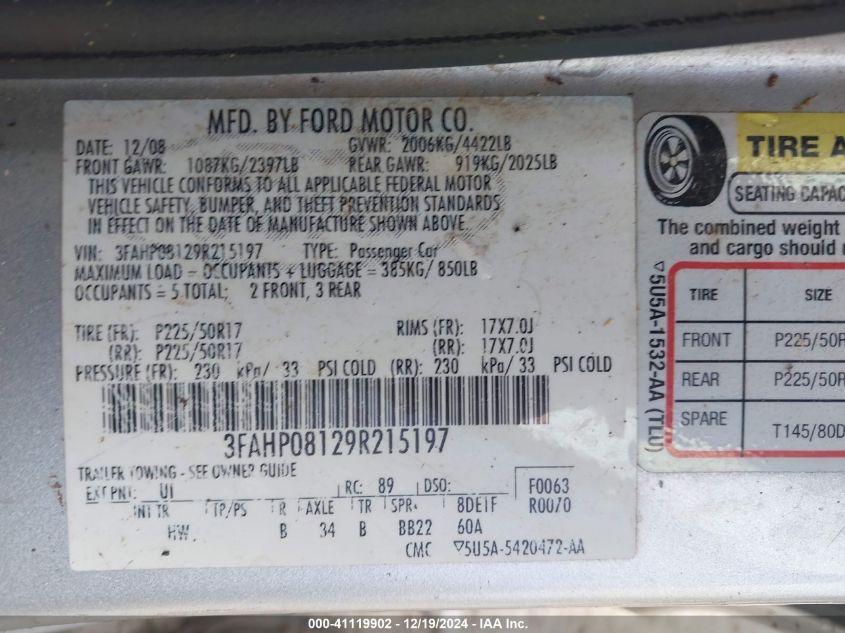 MFD. BY FORD MOTOR CO.
DATE: 12/08 GVWR: 2006KG/4422LB
FRONT GAWR: 1087KG/2397LB REAR GAWR: 919KG/2025LB
THIS VEHICLE CONFORMS TO ALL APPLICABLE FEDERAL MOTOR
VEHICLE SAFETY, BUMPER, AND THEFT PREVENTION STANDARDS
IN EFFECT ON THE DATE OF MANUFACTURE SHOWN ABOVE.
VIN: 3FAHP08129R215197 TYPE: Passenger Car
MAXIMUM LOAD = OCCUPANTS + LUGGAGE = 385KG/ 850LB
OCCUPANTS = 5 TOTAL; 2 FRONT, 3 REAR
TIRE (FR): P225/50R17 RIMS (FR): 17X7.0J
(RR): P225/50R17 (RR): 17X7.0J
PRESSURE (FR): 230 kPa/ 33 PSI COLD (RR): 230 kPa/ 33 PSI COLD
3FAHP08129R215197
TRAILER TOWING - SEE OWNER GUIDE
EXT PNT: UI RC: 89 DSO: F0063
INT TR TP/PS R AXLE TR SPR 8DE1F R0070
HW B 34 B BB22 60A
CMC ▽5U5A-5420472-AA
TIRE A
SEATING CAPAC
The combined weight
and cargo should
▽5U5A-1532-AA (TLU)
TIRE SIZE
FRONT P225/50R
REAR P225/50R
SPARE T145/80D
000-41119902 - 12/19/2024 - IAA Inc.